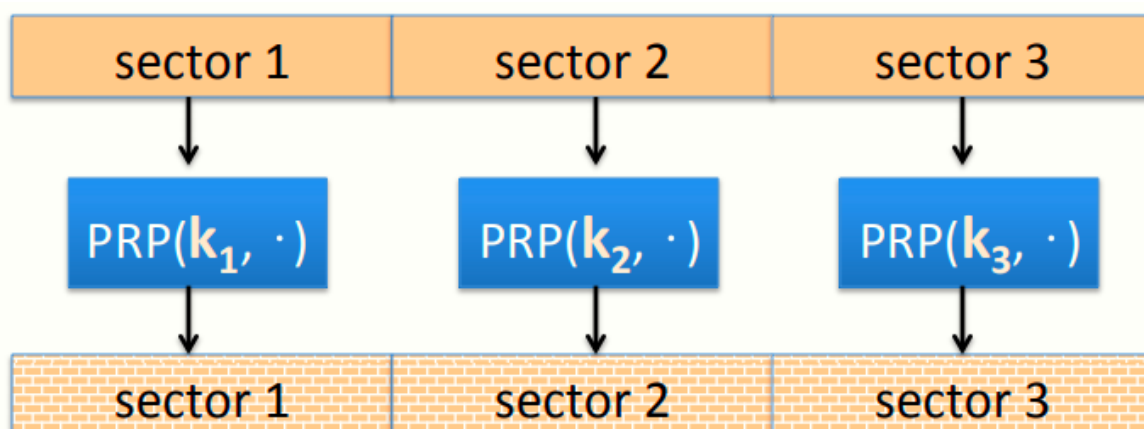 sector 1 sector 2 sector 3
PRP(k₁, · ) PRP(k₂, · ) PRP(k₃, · )
sector 1 sector 2 sector 3